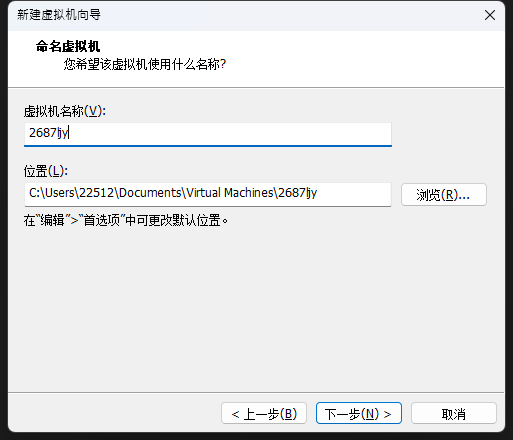 新建虚拟机向导
命名虚拟机
您希望该虚拟机使用什么名称?
虚拟机名称(V):
2687ljy
位置(L):
C:\Users\22512\Documents\Virtual Machines\2687ljy
浏览(R)...
在“编辑”>“首选项”中可更改默认位置。
< 上一步(B)
下一步(N) >
取消